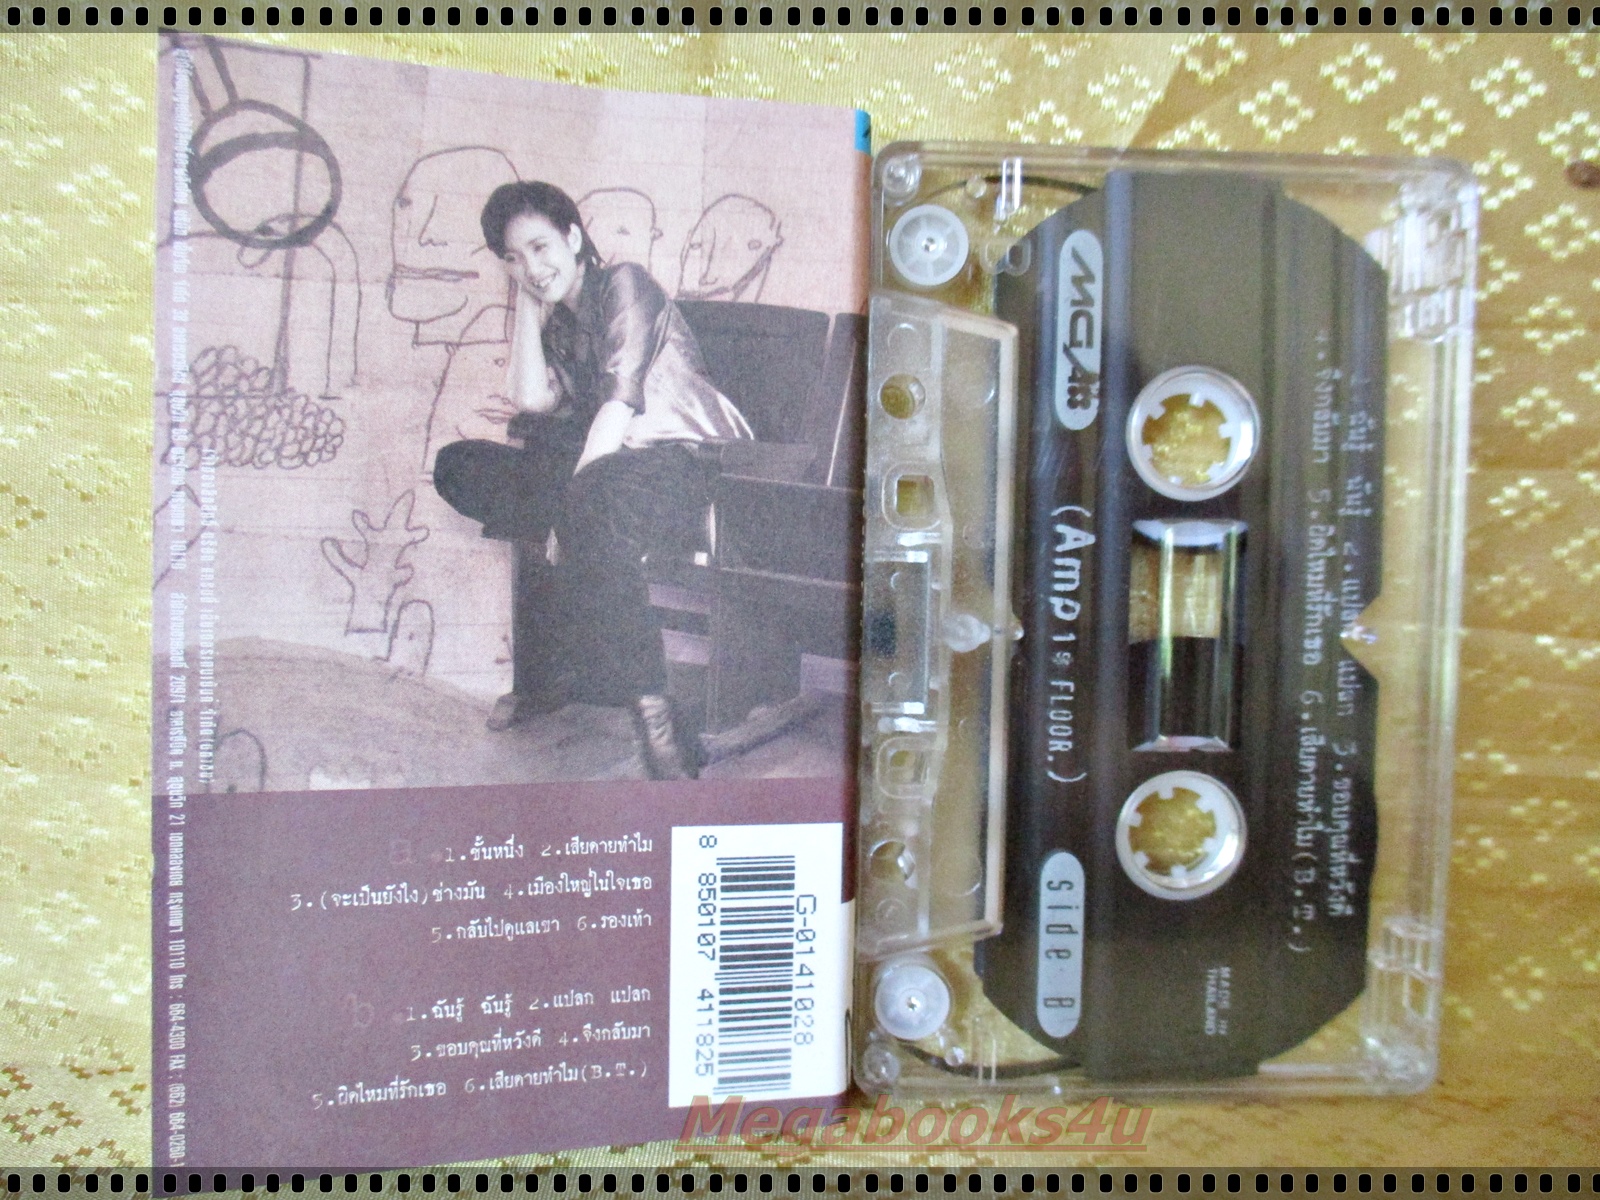 a. 1.ชั้นหนึ่ง 2.เสียดายทำไม
3.(จะเป็นยังไง)ช่างมัน 4.เมืองใหญ่ในใจเธอ
5.กลับไปดูแลเขา 6.รองเท้า
b. 1.ฉันรู้ ฉันรู้ 2.แปลก แปลก
3.ขอบคุณที่หวังดี 4.จึงกลับมา
5.ผิดไหมที่รักเธอ 6.เสียดายทำไม(B.T.)
G-0141028
8 850107 411825
MGA
(Amp 1st FLOOR.)
Side B
1.ฉันรู้ ฉันรู้ 2.แปลก แปลก 3.ขอบคุณที่หวังดี
4.จึงกลับมา 5.ผิดไหมที่รักเธอ 6.เสียดายทำไม(B.T.)
MADE IN
THAILAND
Megabooks4u